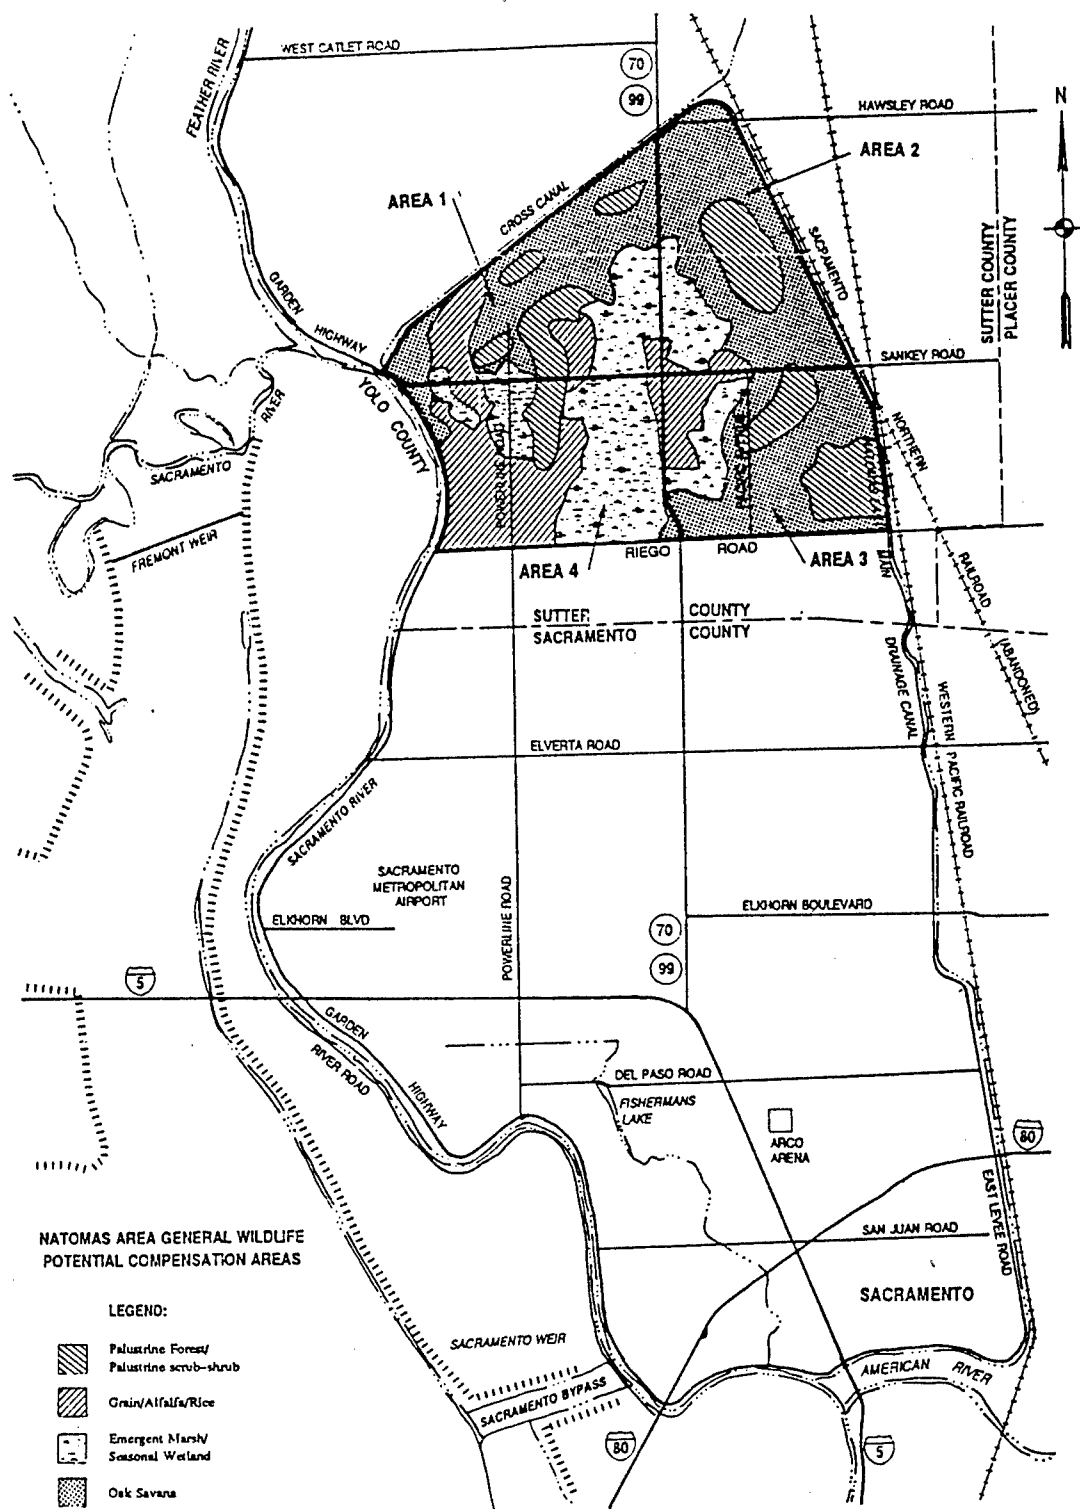 WEST CATLET ROAD
FEATHER RIVER
70
99
HAWSLEY ROAD
N
AREA 2
AREA 1
CROSS CANAL
SACRAMENTO
SUTTER COUNTY
PLACER COUNTY
GARDEN
HIGHWAY
SANKEY ROAD
YOLO COUNTY
RIVER
SACRAMENTO
NORTHERN
POWERLINE ROAD
PACIFIC AVENUE
FREMONT WEIR
RIEGO ROAD
AREA 3
AREA 4
MAIN
RAILROAD
(ABANDONED)
SUTTER COUNTY
SACRAMENTO COUNTY
DRAINAGE CANAL
WESTERN PACIFIC RAILROAD
ELVERTA ROAD
SACRAMENTO RIVER
SACRAMENTO
METROPOLITAN
AIRPORT
POWERLINE ROAD
ELKHORN BLVD
ELKHORN BOULEVARD
70
99
5
GARDEN
HIGHWAY
RIVER ROAD
DEL PASO ROAD
FISHERMANS
LAKE
ARCO
ARENA
80
EAST LEVEE ROAD
SAN JUAN ROAD
SACRAMENTO
NATOMAS AREA GENERAL WILDLIFE
POTENTIAL COMPENSATION AREAS
LEGEND:
Palustrine Forest/
Palustrine scrub-shrub
Grain/Alfalfa/Rice
Emergent Marsh/
Seasonal Wetland
Oak Savana
SACRAMENTO WEIR
SACRAMENTO BYPASS
AMERICAN RIVER
80
5